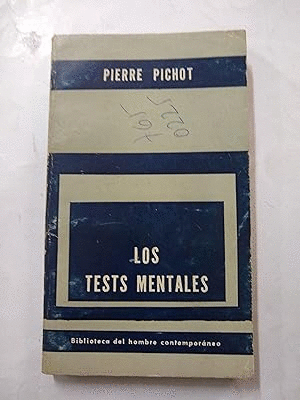 PIERRE PICHOT
LOS
TESTS MENTALES
Biblioteca del hombre contemporáneo